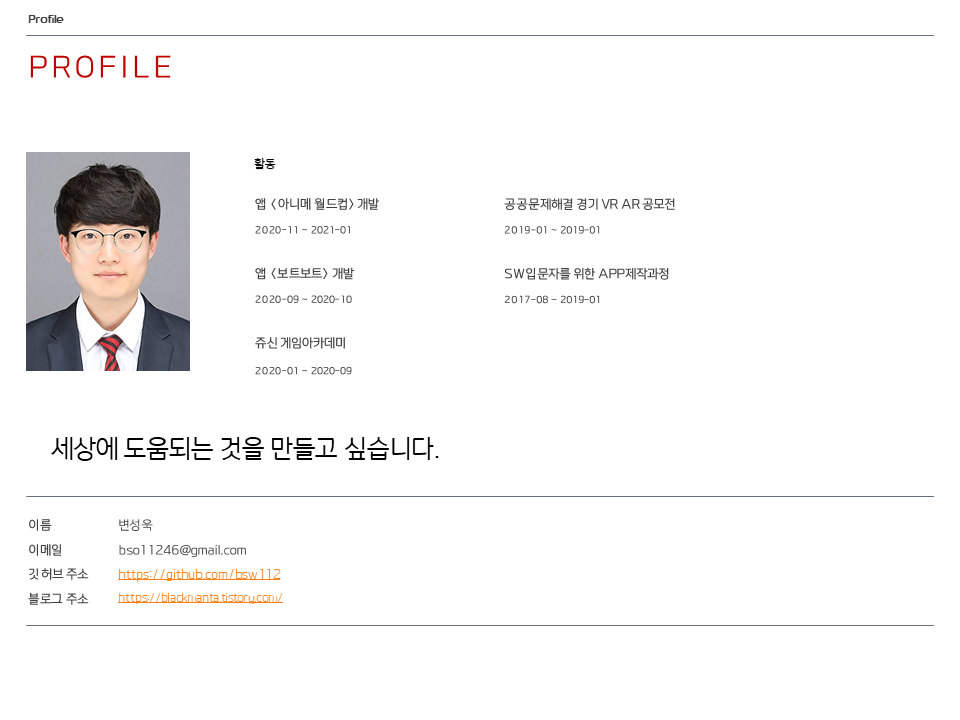 Profile
PROFILE
활동
앱 <아니메 월드컵> 개발
2020-11 ~ 2021-01
앱 <보트보트> 개발
2020-09 ~ 2020-10
쥬신 게임아카데미
2020-01 ~ 2020-09
공공문제해결 경기 VR AR 공모전
2019-01 ~ 2019-01
SW입문자를 위한 APP제작과정
2017-08 ~ 2019-01
세상에 도움되는 것을 만들고 싶습니다.
이름 변성욱
이메일 bso11246@gmail.com
깃허브 주소 https://github.com/bsw112
블로그 주소 https://blackmanta.tistory.com/